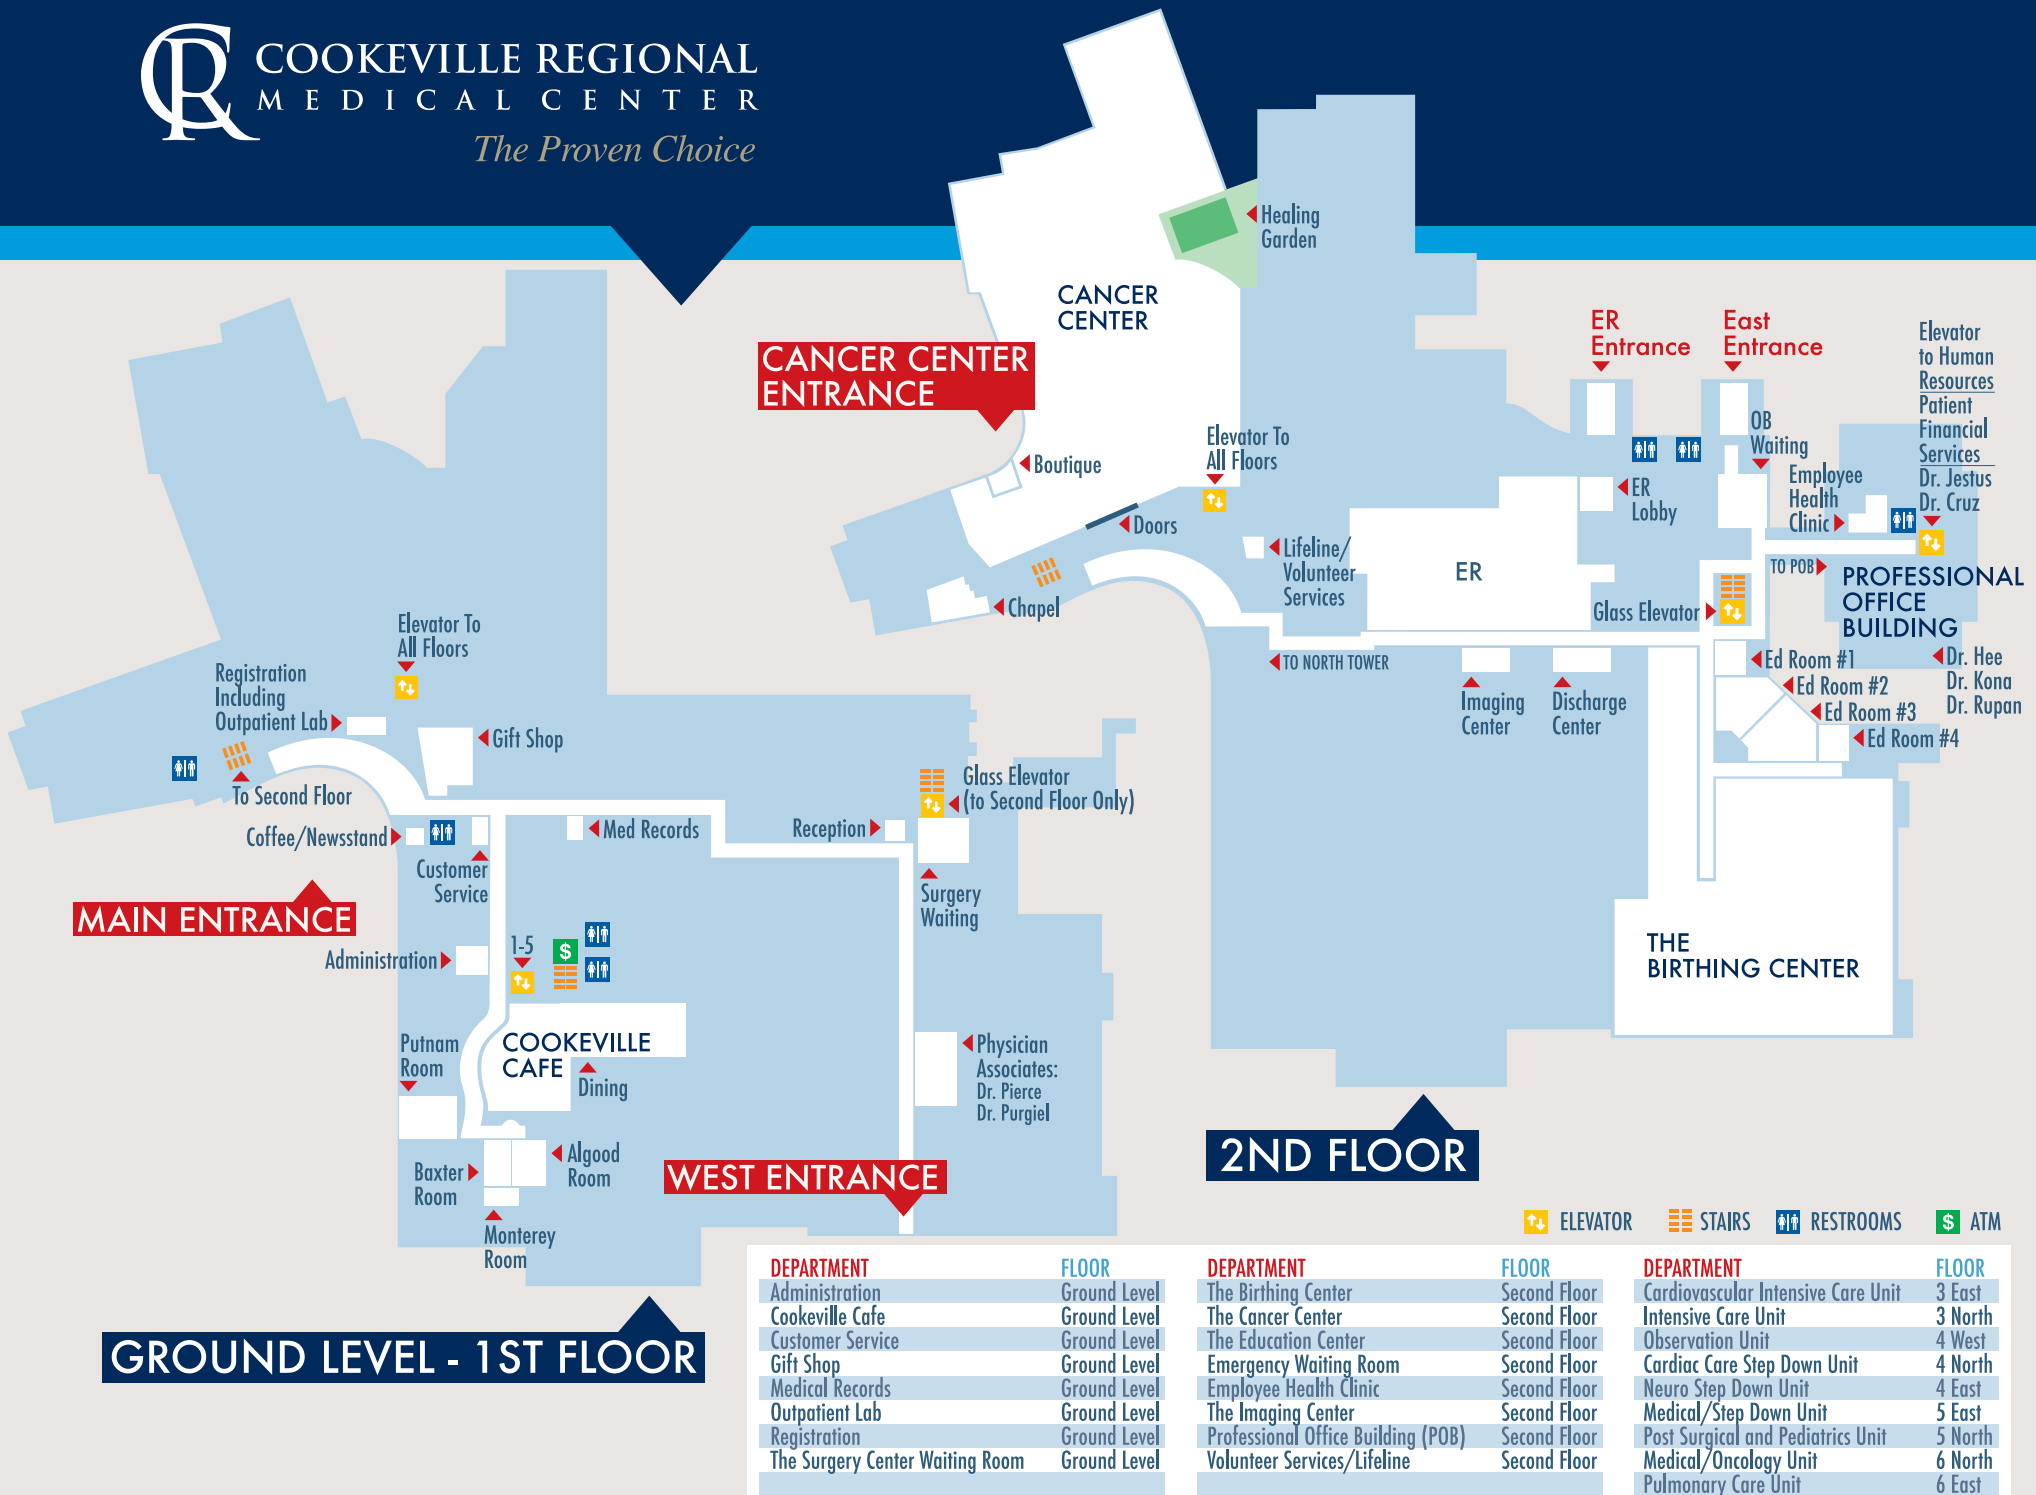 CR
COOKEVILLE REGIONAL
MEDICAL CENTER
The Proven Choice
Healing
Garden
CANCER
CENTER
CANCER CENTER
ENTRANCE
Boutique
Elevator To
All Floors
Doors
Lifeline/
Volunteer
Services
Chapel
TO NORTH TOWER
ER
Entrance
East
Entrance
OB
Waiting
ER
Lobby
ER
Employee
Health
Clinic
Elevator
to Human
Resources
Patient
Financial
Services
Dr. Jestus
Dr. Cruz
TO POB
Glass Elevator
PROFESSIONAL
OFFICE
BUILDING
Dr. Hee
Dr. Kona
Dr. Rupan
Ed Room #1
Ed Room #2
Ed Room #3
Ed Room #4
Imaging
Center
Discharge
Center
THE
BIRTHING CENTER
2ND FLOOR
Elevator To
All Floors
Registration
Including
Outpatient Lab
Gift Shop
To Second Floor
Coffee/Newsstand
Customer
Service
Med Records
Reception
Glass Elevator
(to Second Floor Only)
Surgery
Waiting
MAIN ENTRANCE
Administration
1-5
$
COOKEVILLE
CAFE
Dining
Putnam
Room
Physician
Associates:
Dr. Pierce
Dr. Purgiel
Algood
Room
Baxter
Room
Monterey
Room
WEST ENTRANCE
GROUND LEVEL - 1ST FLOOR
ELEVATOR
STAIRS
RESTROOMS
$ ATM
DEPARTMENT FLOOR
Administration Ground Level
Cookeville Cafe Ground Level
Customer Service Ground Level
Gift Shop Ground Level
Medical Records Ground Level
Outpatient Lab Ground Level
Registration Ground Level
The Surgery Center Waiting Room Ground Level
DEPARTMENT FLOOR
The Birthing Center Second Floor
The Cancer Center Second Floor
The Education Center Second Floor
Emergency Waiting Room Second Floor
Employee Health Clinic Second Floor
The Imaging Center Second Floor
Professional Office Building (POB) Second Floor
Volunteer Services/Lifeline Second Floor
DEPARTMENT FLOOR
Cardiovascular Intensive Care Unit 3 East
Intensive Care Unit 3 North
Observation Unit 4 West
Cardiac Care Step Down Unit 4 North
Neuro Step Down Unit 4 East
Medical/Step Down Unit 5 East
Post Surgical and Pediatrics Unit 5 North
Medical/Oncology Unit 6 North
Pulmonary Care Unit 6 East